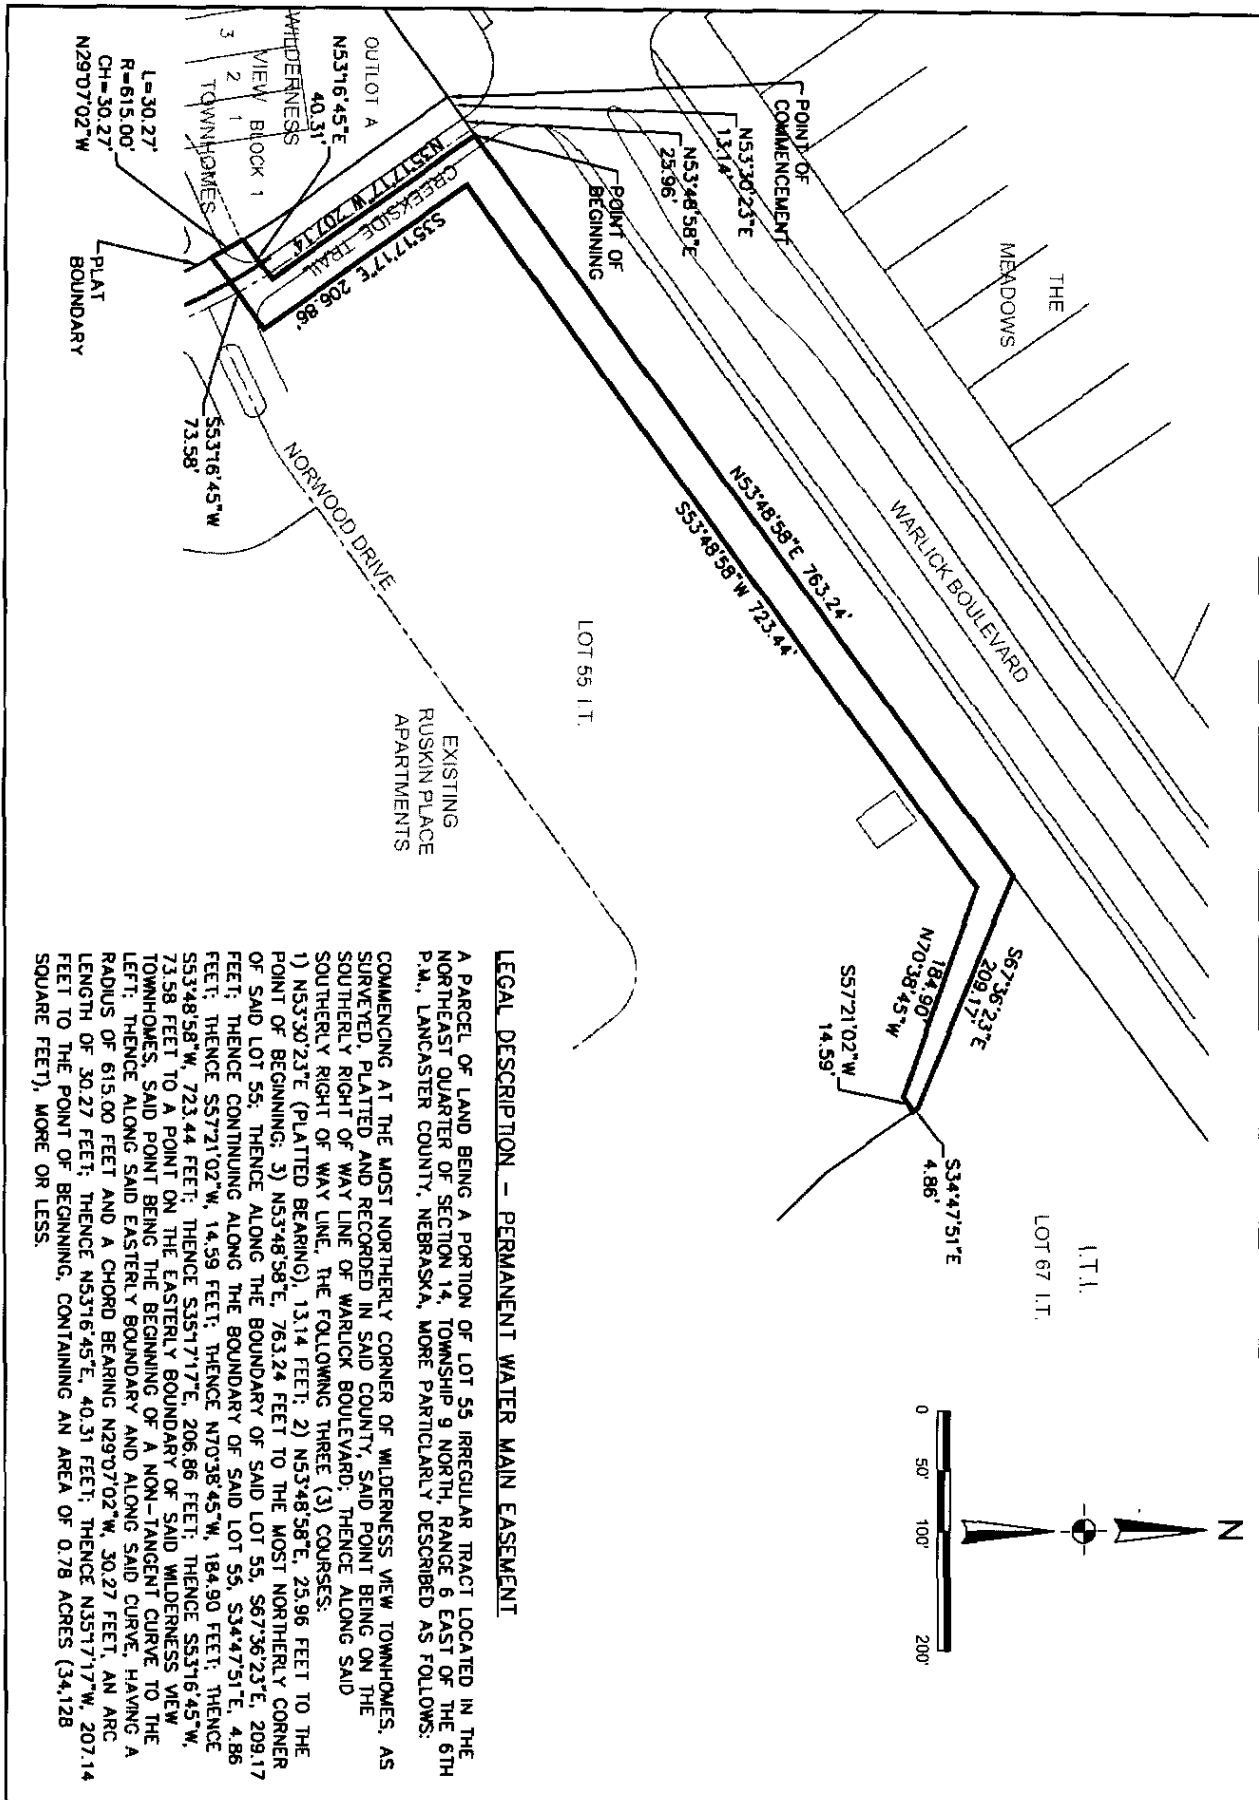 THE
MEADOWS
WARLICK BOULEVARD
POINT OF
COMMENCEMENT
N53°30'23"E
13.14'
N53°48'58"E
25.96'
POINT OF
BEGINNING
OUTLOT A
WILDERNESS
VIEW BLOCK 1
TOWNHOMES
3
2
1
N53°16'45"E
40.31'
L=30.27'
R=615.00'
CH=30.27'
N29°07'02"W
PLAT
BOUNDARY
N35°17'17"W 207.14'
CREEKSIDE TRAIL
S35°17'17"E 206.86'
S53°16'45"W
73.58'
NORWOOD DRIVE
N53°48'58"E 763.24'
S53°48'58"W 723.44'
LOT 55 I.T.
EXISTING
RUSKIN PLACE
APARTMENTS
S67°36'23"E
209.17'
N70°38'45"W
184.90'
S57°21'02"W
14.59'
S34°47'51"E
4.86'
I.T.I.
LOT 67 I.T.
N
0 50' 100' 200'
LEGAL DESCRIPTION - PERMANENT WATER MAIN EASEMENT
A PARCEL OF LAND BEING A PORTION OF LOT 55 IRREGULAR TRACT LOCATED IN THE
NORTHEAST QUARTER OF SECTION 14, TOWNSHIP 9 NORTH, RANGE 6 EAST OF THE 6TH
P.M., LANCASTER COUNTY, NEBRASKA, MORE PARTICLARLY DESCRIBED AS FOLLOWS:
COMMENCING AT THE MOST NORTHERLY CORNER OF WILDERNESS VIEW TOWNHOMES, AS
SURVEYED, PLATTED AND RECORDED IN SAID COUNTY, SAID POINT BEING ON THE
SOUTHERLY RIGHT OF WAY LINE OF WARLICK BOULEVARD; THENCE ALONG SAID
SOUTHERLY RIGHT OF WAY LINE, THE FOLLOWING THREE (3) COURSES:
1) N53°30'23"E (PLATTED BEARING), 13.14 FEET; 2) N53°48'58"E, 25.96 FEET TO THE
POINT OF BEGINNING; 3) N53°48'58"E, 763.24 FEET TO THE MOST NORTHERLY CORNER
OF SAID LOT 55; THENCE ALONG THE BOUNDARY OF SAID LOT 55, S67°36'23"E, 209.17
FEET; THENCE CONTINUING ALONG THE BOUNDARY OF SAID LOT 55, S34°47'51"E, 4.86
FEET; THENCE S57°21'02"W, 14.59 FEET; THENCE N70°38'45"W, 184.90 FEET; THENCE
S53°48'58"W, 723.44 FEET; THENCE S35°17'17"E, 206.86 FEET; THENCE S53°16'45"W,
73.58 FEET TO A POINT ON THE EASTERLY BOUNDARY OF SAID WILDERNESS VIEW
TOWNHOMES, SAID POINT BEING THE BEGINNING OF A NON-TANGENT CURVE TO THE
LEFT; THENCE ALONG SAID EASTERLY BOUNDARY AND ALONG SAID CURVE, HAVING A
RADIUS OF 615.00 FEET AND A CHORD BEARING N29°07'02"W, 30.27 FEET, AN ARC
LENGTH OF 30.27 FEET; THENCE N53°16'45"E, 40.31 FEET; THENCE N35°17'17"W, 207.14
FEET TO THE POINT OF BEGINNING, CONTAINING AN AREA OF 0.78 ACRES (34,128
SQUARE FEET), MORE OR LESS.